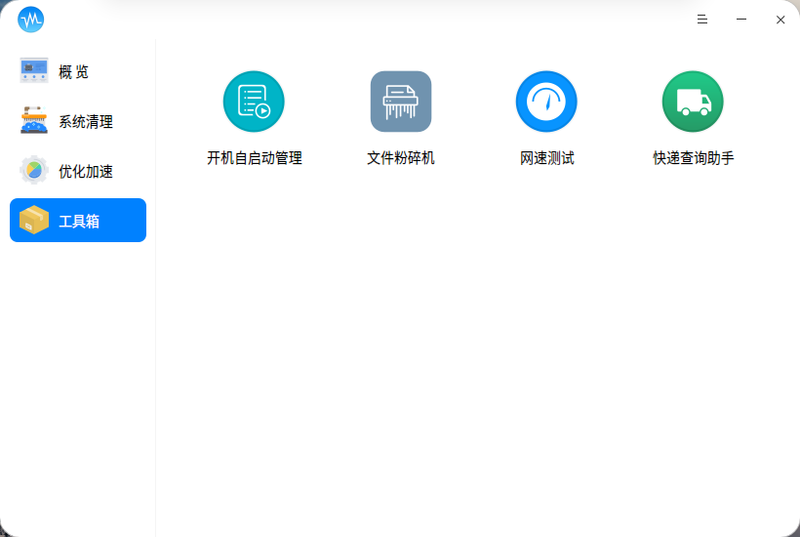 概 览
系统清理
优化加速
工具箱
开机自启动管理
文件粉碎机
网速测试
快递查询助手